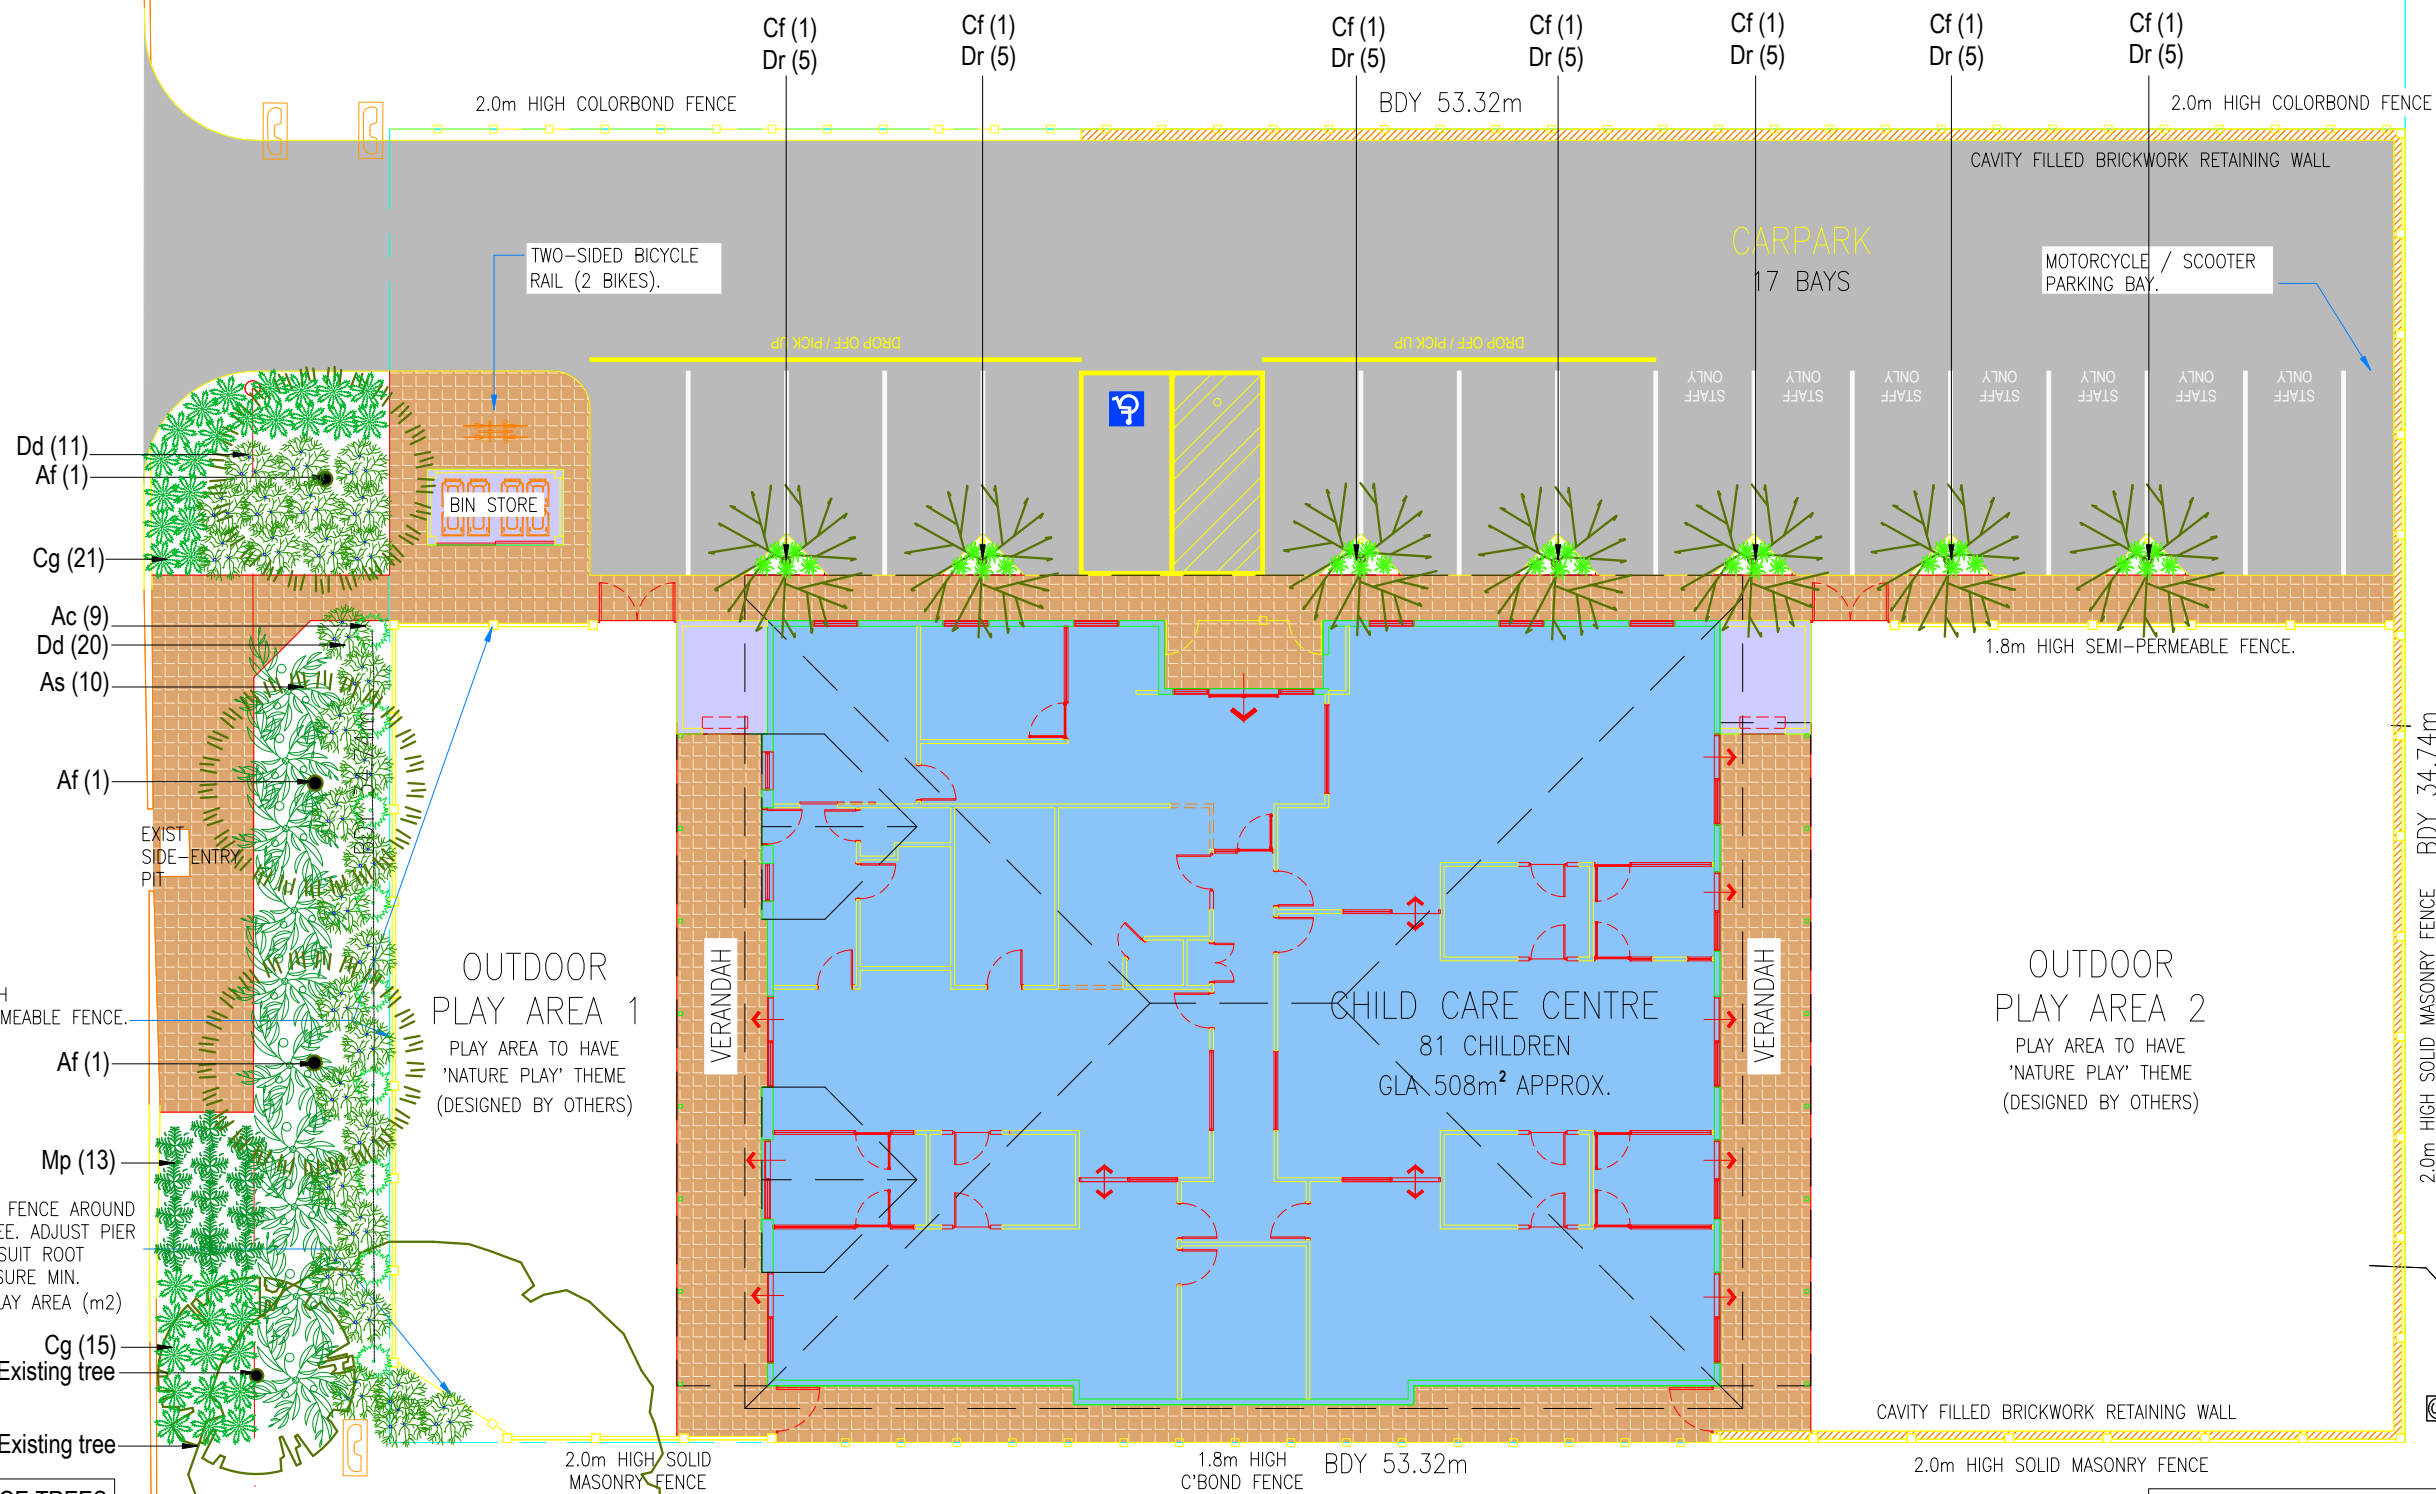 Cf (1)
Dr (5)
Cf (1)
Dr (5)
Cf (1)
Dr (5)
Cf (1)
Dr (5)
Cf (1)
Dr (5)
Cf (1)
Dr (5)
Cf (1)
Dr (5)
2.0m HIGH COLORBOND FENCE
BDY 53.32m
2.0m HIGH COLORBOND FENCE
CAVITY FILLED BRICKWORK RETAINING WALL
TWO-SIDED BICYCLE
RAIL (2 BIKES).
CARPARK
17 BAYS
MOTORCYCLE / SCOOTER
PARKING BAY.
DROP OFF / PICK UP
DROP OFF / PICK UP
STAFF
ONLY
STAFF
ONLY
STAFF
ONLY
STAFF
ONLY
STAFF
ONLY
STAFF
ONLY
STAFF
ONLY
Dd (11)
Af (1)
BIN STORE
Cg (21)
Ac (9)
Dd (20)
As (10)
1.8m HIGH SEMI-PERMEABLE FENCE.
Af (1)
EXIST
SIDE-ENTRY
PIT
BDY 34.74m
OUTDOOR
PLAY AREA 1
PLAY AREA TO HAVE
'NATURE PLAY' THEME
(DESIGNED BY OTHERS)
VERANDAH
CHILD CARE CENTRE
81 CHILDREN
GLA 508m² APPROX.
VERANDAH
OUTDOOR
PLAY AREA 2
PLAY AREA TO HAVE
'NATURE PLAY' THEME
(DESIGNED BY OTHERS)
2.0m HIGH SOLID MASONRY FENCE
H
MEABLE FENCE.
Af (1)
Mp (13)
FENCE AROUND
EE. ADJUST PIER
SUIT ROOT
SURE MIN.
LAY AREA (m2)
Cg (15)
Existing tree
Existing tree
CAVITY FILLED BRICKWORK RETAINING WALL
2.0m HIGH SOLID
MASONRY FENCE
1.8m HIGH
C'BOND FENCE
BDY 53.32m
2.0m HIGH SOLID MASONRY FENCE